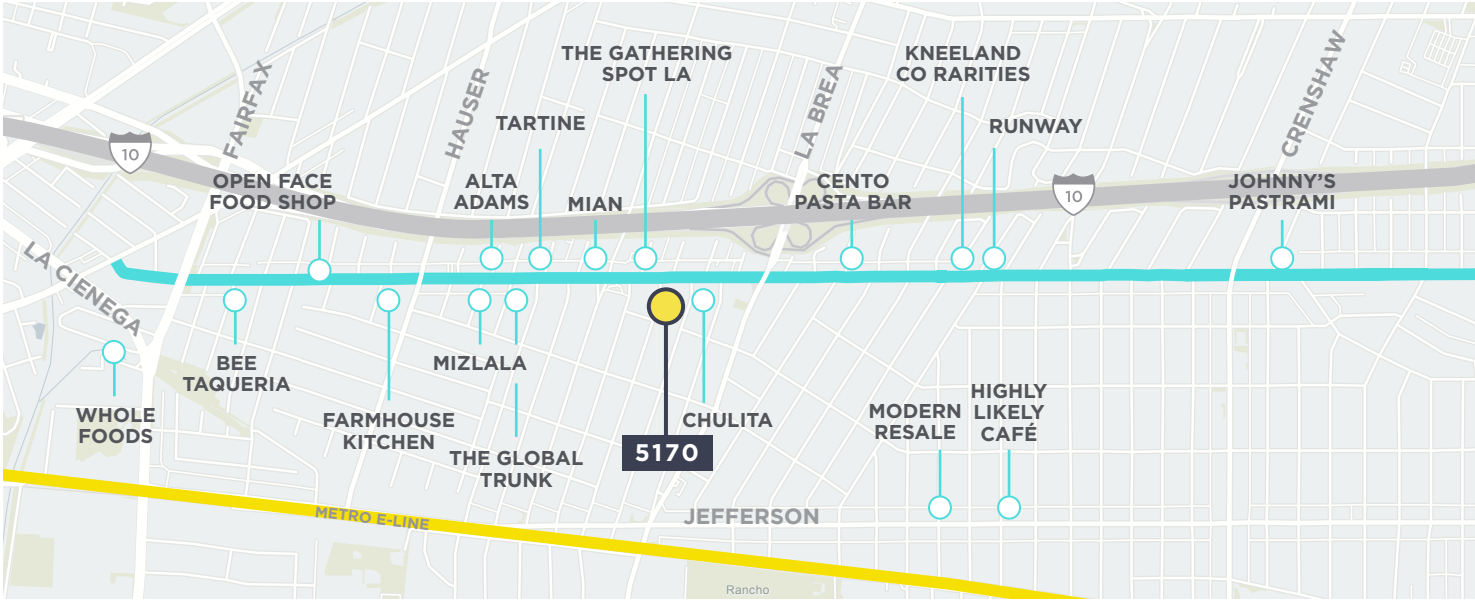 THE GATHERING
SPOT LA
KNEELAND
CO RARITIES
FAIRFAX
HAUSER
LA BREA
CRENSHAW
TARTINE
RUNWAY
10
OPEN FACE
FOOD SHOP
ALTA
ADAMS
MIAN
CENTO
PASTA BAR
10
JOHNNY'S
PASTRAMI
LA CIENEGA
BEE
TAQUERIA
MIZLALA
WHOLE
FOODS
FARMHOUSE
KITCHEN
THE GLOBAL
TRUNK
CHULITA
5170
MODERN
RESALE
HIGHLY
LIKELY
CAFÉ
METRO E-LINE
JEFFERSON
Rancho